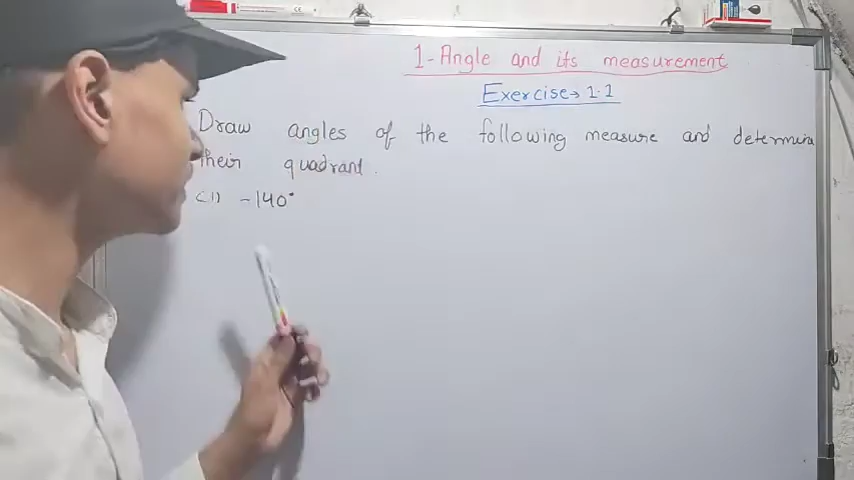 1-Angle and its measurement
Exercise→ 1.1
Draw angles of the following measure and determine
their quadrant.
(1) -140°